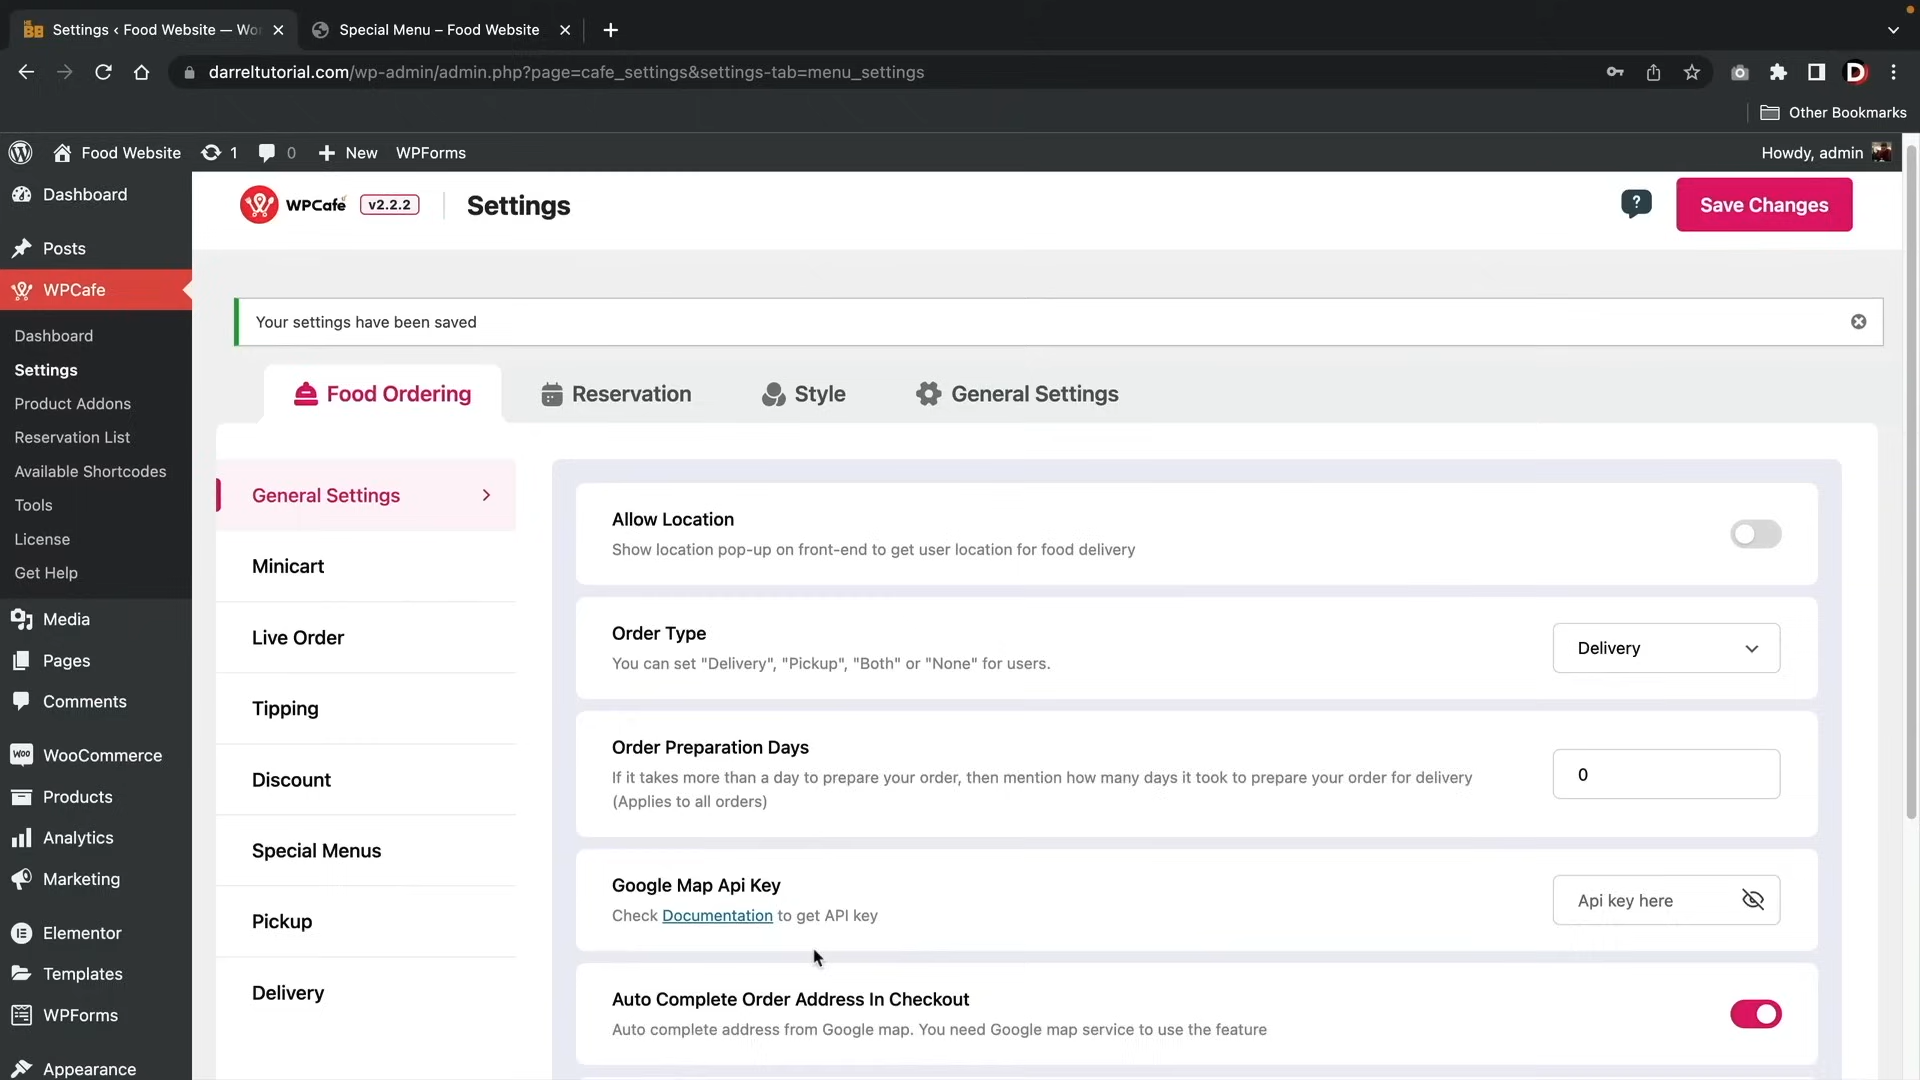 Settings ‹ Food Website — Wo
Special Menu – Food Website
darreltutorial.com/wp-admin/admin.php?page=cafe_settings&settings-tab=menu_settings
D
Other Bookmarks
Food Website
1
0
New
WPForms
Howdy, admin
Dashboard
Posts
WPCafe
Dashboard
Settings
Product Addons
Reservation List
Available Shortcodes
Tools
License
Get Help
Media
Pages
Comments
WooCommerce
Products
Analytics
Marketing
Elementor
Templates
WPForms
Appearance
WPCafe
v2.2.2
Settings
?
Save Changes
Your settings have been saved
Food Ordering
Reservation
Style
General Settings
General Settings
Minicart
Live Order
Tipping
Discount
Special Menus
Pickup
Delivery
Allow Location
Show location pop-up on front-end to get user location for food delivery
Order Type
You can set "Delivery", "Pickup", "Both" or "None" for users.
Delivery
Order Preparation Days
If it takes more than a day to prepare your order, then mention how many days it took to prepare your order for delivery
(Applies to all orders)
0
Google Map Api Key
Check Documentation to get API key
Api key here
Auto Complete Order Address In Checkout
Auto complete address from Google map. You need Google map service to use the feature